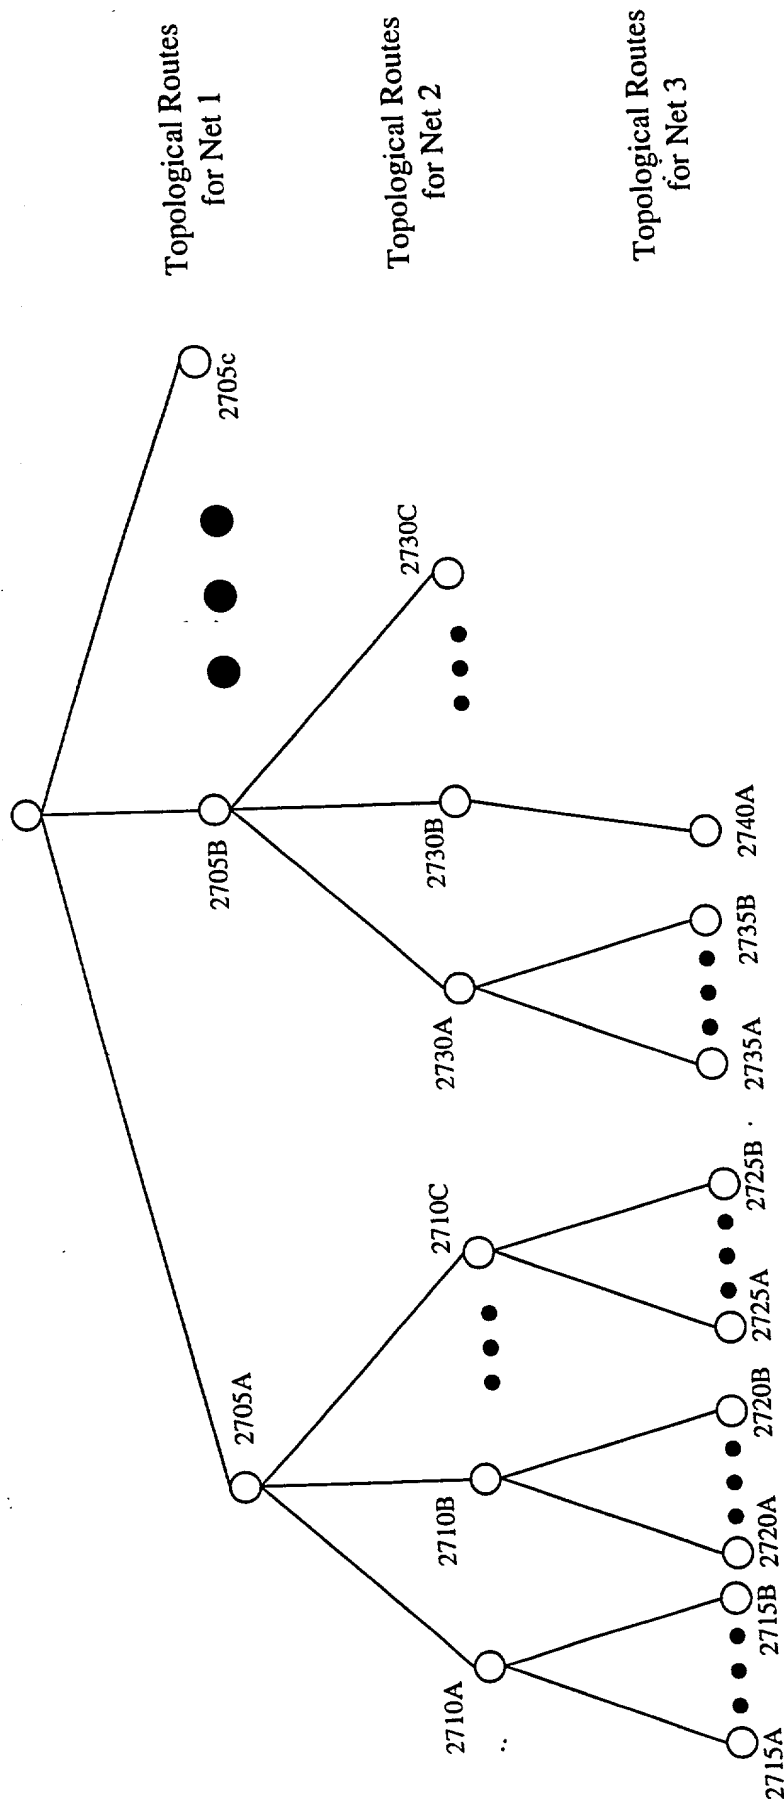 Topological Routes
for Net 1
2705A
2705B
2705c
Topological Routes
for Net 2
2710A
2710B
2710C
2730A
2730B
2730C
Topological Routes
for Net 3
2715A
2715B
2720A
2720B
2725A
2725B
2735A
2735B
2740A